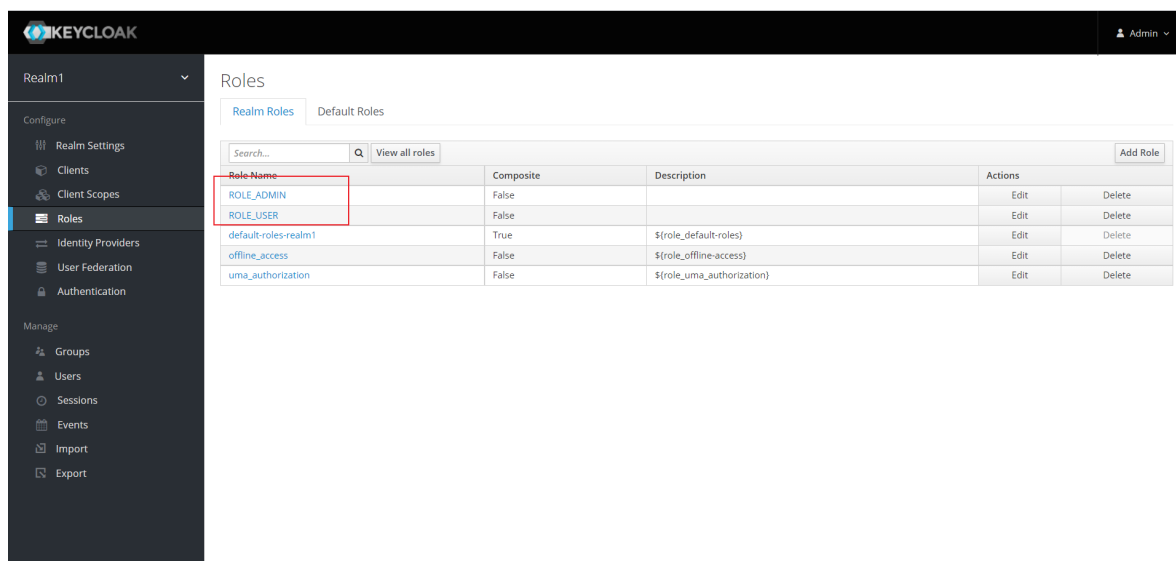 KEYCLOAK
Admin
Realm1
Configure
Realm Settings
Clients
Client Scopes
Roles
Identity Providers
User Federation
Authentication
Manage
Groups
Users
Sessions
Events
Import
Export
Roles
Realm Roles Default Roles
Search... View all roles Add Role
Role Name Composite Description Actions
ROLE_ADMIN False Edit Delete
ROLE_USER False Edit Delete
default-roles-realm1 True ${role_default-roles} Edit Delete
offline_access False ${role_offline-access} Edit Delete
uma_authorization False ${role_uma_authorization} Edit Delete